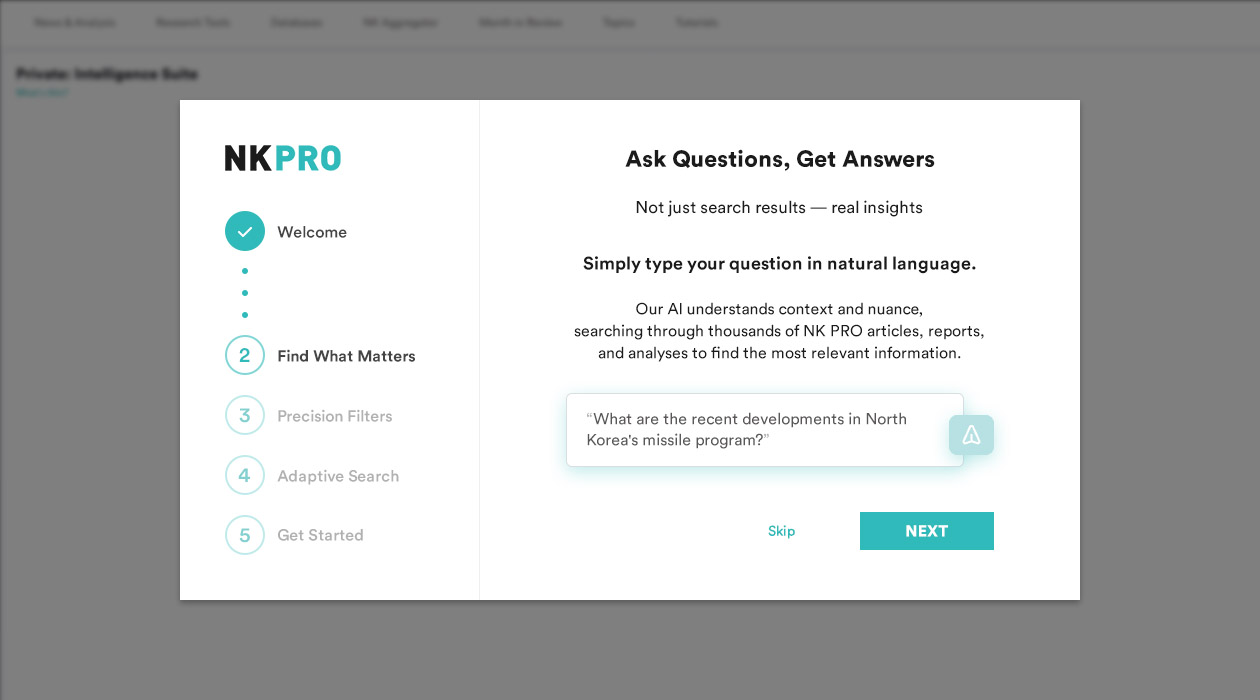 News & Analysis Research Tools Databases NK Aggregator Month in Review Topics Tutorials
Private: Intelligence Suite
What is this?
NKPRO
Welcome
2 Find What Matters
3 Precision Filters
4 Adaptive Search
5 Get Started
Ask Questions, Get Answers
Not just search results — real insights
Simply type your question in natural language.
Our AI understands context and nuance,
searching through thousands of NK PRO articles, reports,
and analyses to find the most relevant information.
“What are the recent developments in North
Korea's missile program?”
Skip
NEXT